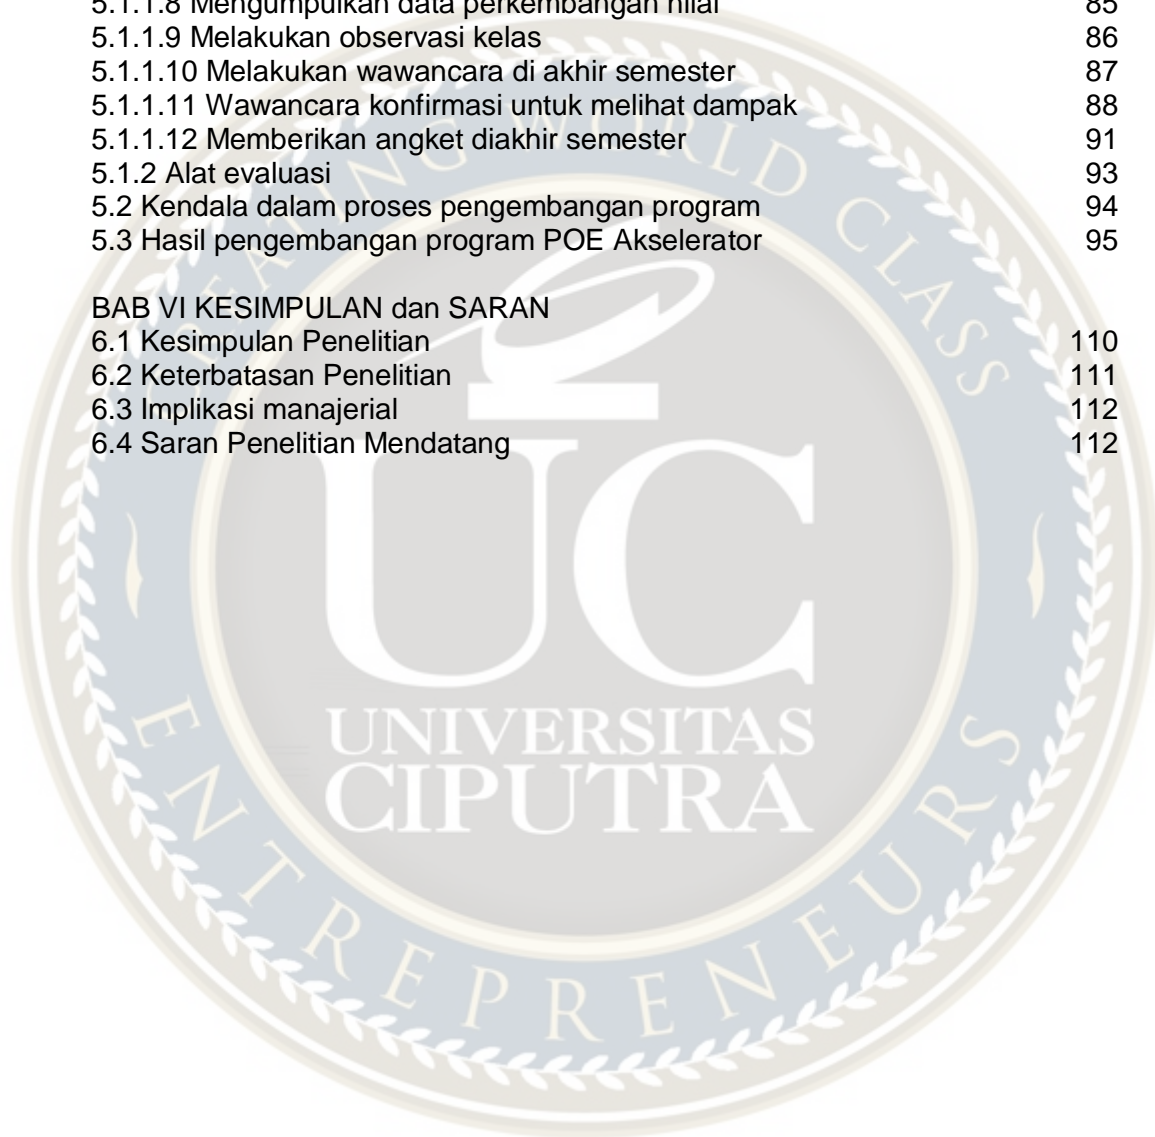 5.1.1.8 Mengumpulkan data perkembangan nilai 85
5.1.1.9 Melakukan observasi kelas 86
5.1.1.10 Melakukan wawancara di akhir semester 87
5.1.1.11 Wawancara konfirmasi untuk melihat dampak 88
5.1.1.12 Memberikan angket diakhir semester 91
5.1.2 Alat evaluasi 93
5.2 Kendala dalam proses pengembangan program 94
5.3 Hasil pengembangan program POE Akselerator 95
BAB VI KESIMPULAN dan SARAN
6.1 Kesimpulan Penelitian 110
6.2 Keterbatasan Penelitian 111
6.3 Implikasi manajerial 112
6.4 Saran Penelitian Mendatang 112
CREATING WORLD CLASS
UC
UNIVERSITAS
CIPUTRA
ENTREPRENEURS